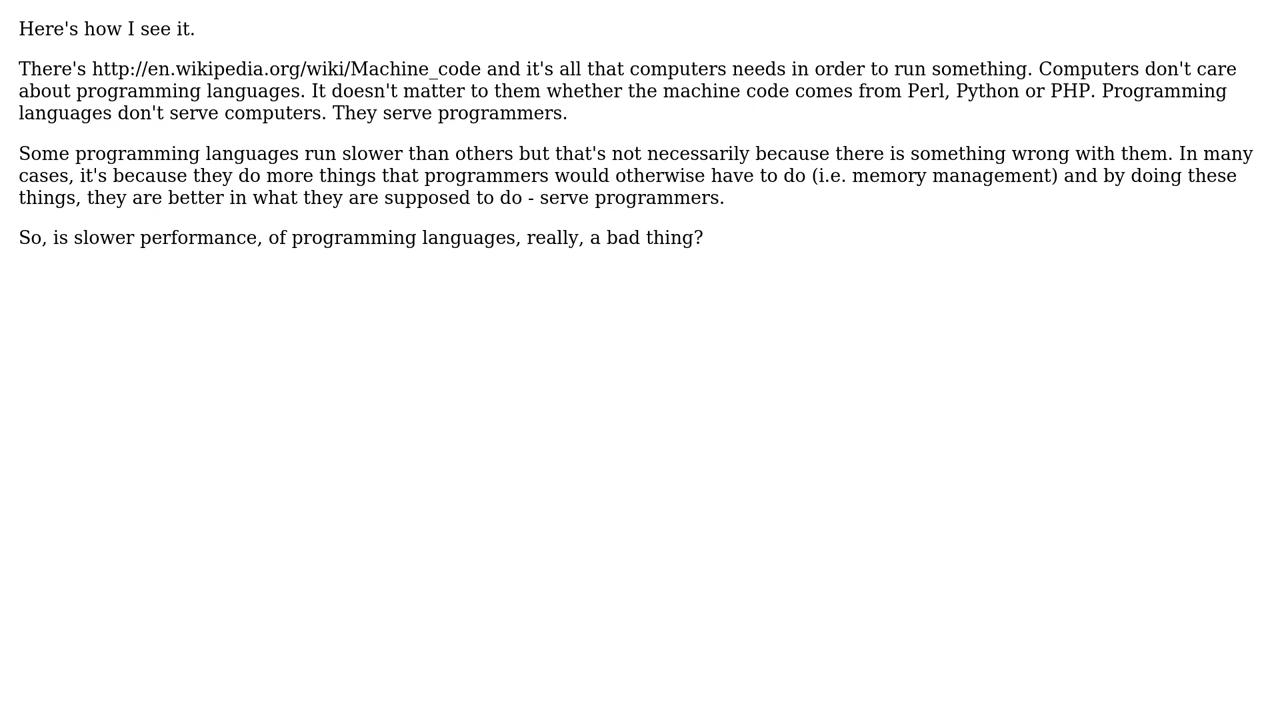 Here's how I see it.
There's http://en.wikipedia.org/wiki/Machine_code and it's all that computers needs in order to run something. Computers don't care
about programming languages. It doesn't matter to them whether the machine code comes from Perl, Python or PHP. Programming
languages don't serve computers. They serve programmers.
Some programming languages run slower than others but that's not necessarily because there is something wrong with them. In many
cases, it's because they do more things that programmers would otherwise have to do (i.e. memory management) and by doing these
things, they are better in what they are supposed to do - serve programmers.
So, is slower performance, of programming languages, really, a bad thing?